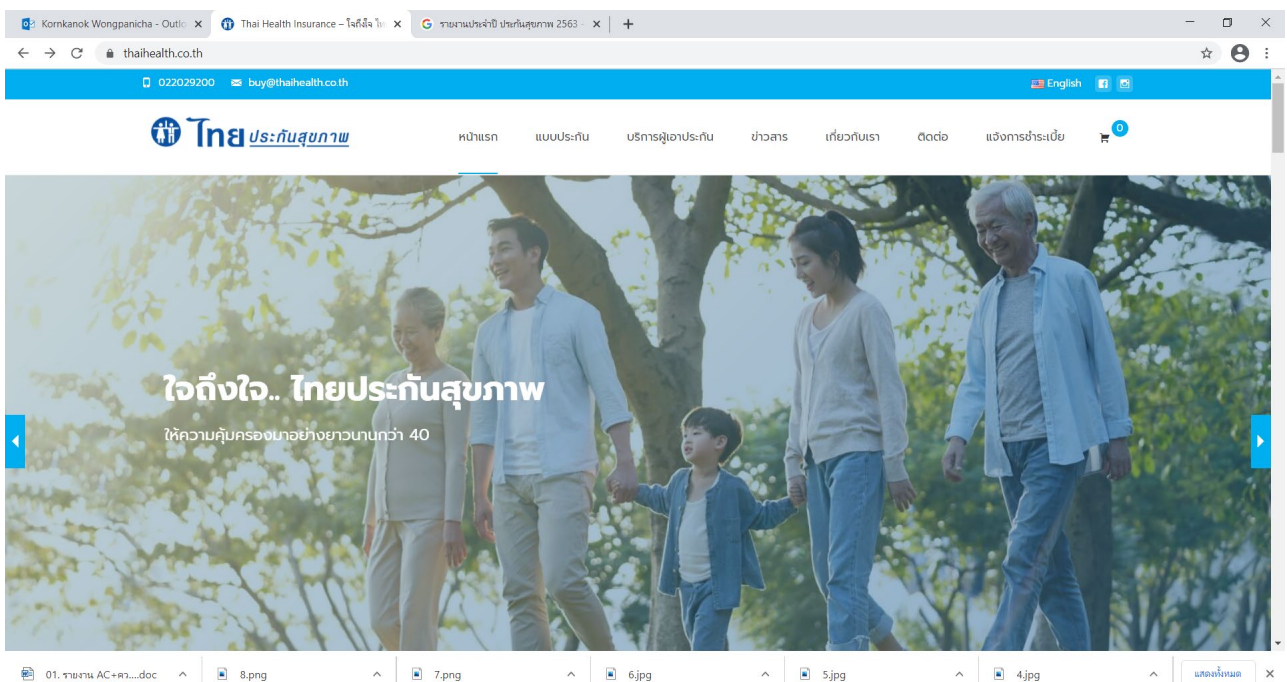 Kornkanok Wongpanicha - Outlo
Thai Health Insurance – ใจถึงใจ ไท
รายงานประจำปี ประกันสุขภาพ 2563 -
thaihealth.co.th
022029200 buy@thaihealth.co.th English
ไทยประกันสุขภาพ
หน้าแรก แบบประกัน บริการผู้เอาประกัน ข่าวสาร เกี่ยวกับเรา ติดต่อ แจ้งการชำระเบี้ย 0
ใจถึงใจ.. ไทยประกันสุขภาพ
ให้ความคุ้มครองมาอย่างยาวนานกว่า 40
01. รายงาน AC+คว....doc 8.png 7.png 6.jpg 5.jpg 4.jpg แสดงทั้งหมด